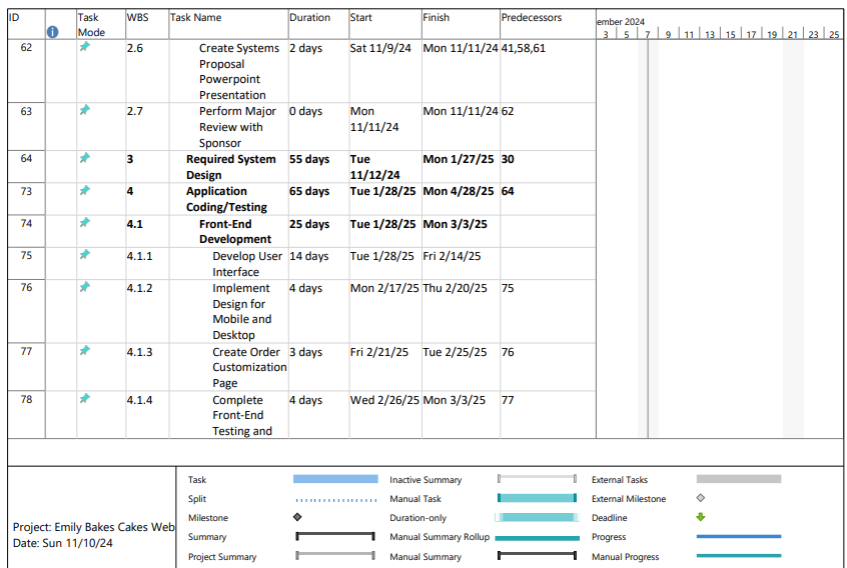 ID Task Mode WBS Task Name Duration Start Finish Predecessors
ember 2024
3 5 7 9 11 13 15 17 19 21 23 25
62 2.6 Create Systems Proposal Powerpoint Presentation 2 days Sat 11/9/24 Mon 11/11/24 41,58,61
63 2.7 Perform Major Review with Sponsor 0 days Mon 11/11/24 Mon 11/11/24 62
64 3 Required System Design 55 days Tue 11/12/24 Mon 1/27/25 30
73 4 Application Coding/Testing 65 days Tue 1/28/25 Mon 4/28/25 64
74 4.1 Front-End Development 25 days Tue 1/28/25 Mon 3/3/25
75 4.1.1 Develop User Interface 14 days Tue 1/28/25 Fri 2/14/25
76 4.1.2 Implement Design for Mobile and Desktop 4 days Mon 2/17/25 Thu 2/20/25 75
77 4.1.3 Create Order Customization Page 3 days Fri 2/21/25 Tue 2/25/25 76
78 4.1.4 Complete Front-End Testing and 4 days Wed 2/26/25 Mon 3/3/25 77
Project: Emily Bakes Cakes Web
Date: Sun 11/10/24
Task Inactive Summary External Tasks
Split Manual Task External Milestone
Milestone Duration-only Deadline
Summary Manual Summary Rollup Progress
Project Summary Manual Summary Manual Progress